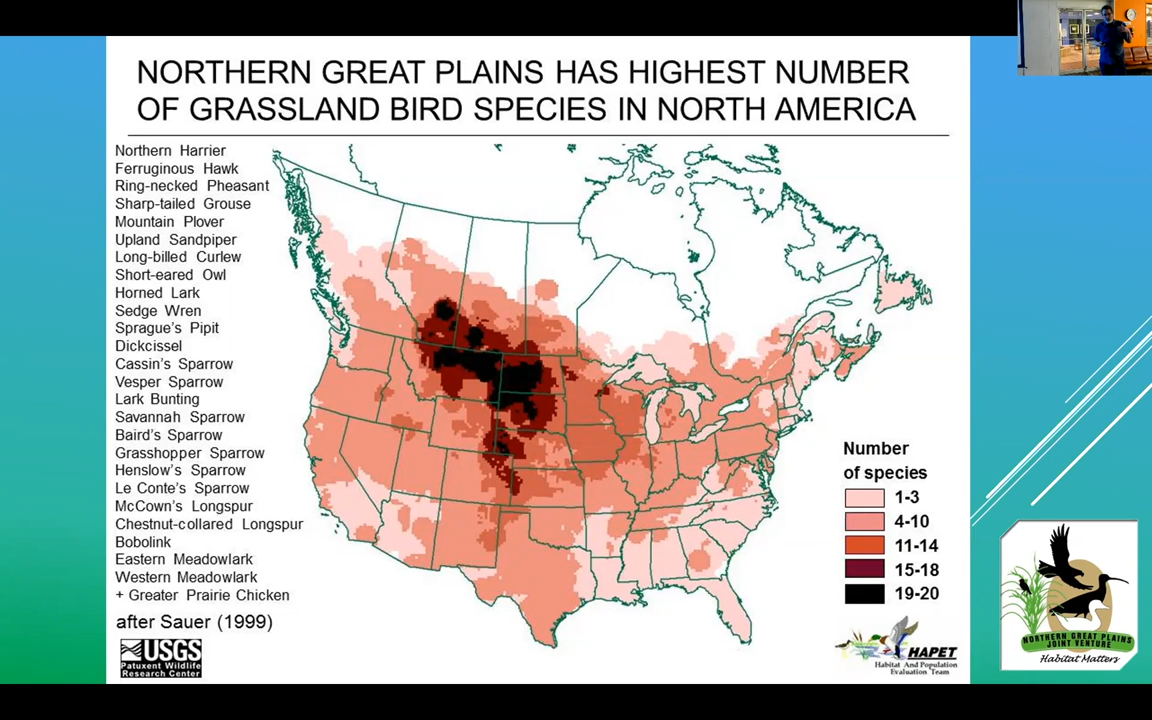 NORTHERN GREAT PLAINS HAS HIGHEST NUMBER
OF GRASSLAND BIRD SPECIES IN NORTH AMERICA
Northern Harrier
Ferruginous Hawk
Ring-necked Pheasant
Sharp-tailed Grouse
Mountain Plover
Upland Sandpiper
Long-billed Curlew
Short-eared Owl
Horned Lark
Sedge Wren
Sprague's Pipit
Dickcissel
Cassin's Sparrow
Vesper Sparrow
Lark Bunting
Savannah Sparrow
Baird's Sparrow
Grasshopper Sparrow
Henslow's Sparrow
Le Conte's Sparrow
McCown's Longspur
Chestnut-collared Longspur
Bobolink
Eastern Meadowlark
Western Meadowlark
+ Greater Prairie Chicken
after Sauer (1999)
USGS
Patuxent Wildlife
Research Center
Number
of species
1-3
4-10
11-14
15-18
19-20
HAPET
Habitat And Population
Evaluation Team
NORTHERN GREAT PLAINS
JOINT VENTURE
Habitat Matters